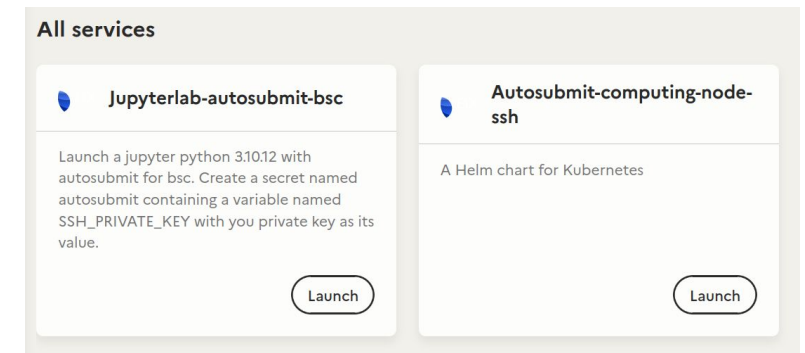 All services
Jupyterlab-autosubmit-bsc
Launch a jupyter python 3.10.12 with
autosubmit for bsc. Create a secret named
autosubmit containing a variable named
SSH_PRIVATE_KEY with you private key as its
value.
Launch
Autosubmit-computing-node-
ssh
A Helm chart for Kubernetes
Launch